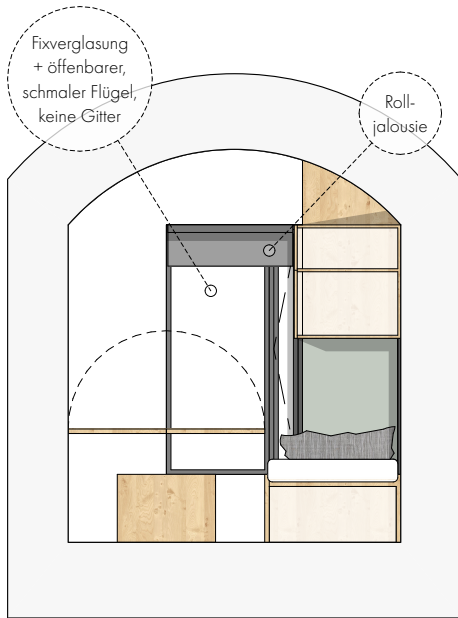 Fixverglasung
+ öffenbarer,
schmaler Flügel,
keine Gitter
Roll-
jalousie